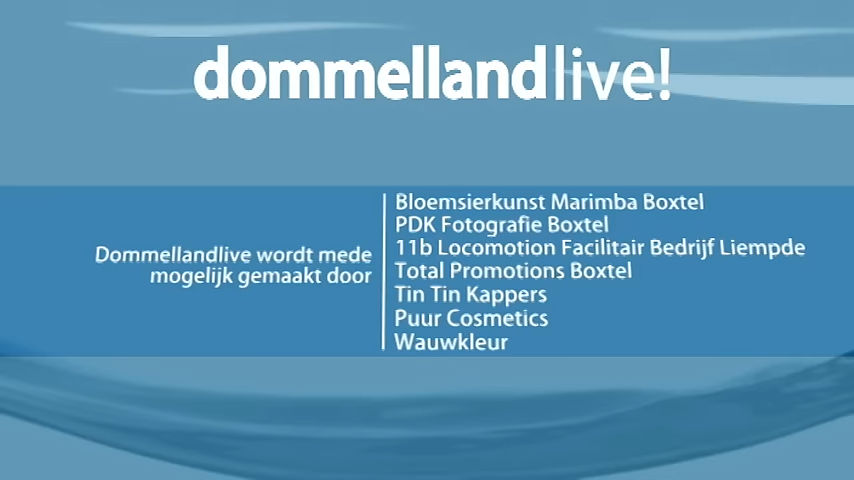 dommellandlive!
Dommellandlive wordt mede
mogelijk gemaakt door
Bloemsierkunst Marimba Boxtel
PDK Fotografie Boxtel
11b Locomotion Facilitair Bedrijf Liempde
Total Promotions Boxtel
Tin Tin Kappers
Puur Cosmetics
Wauwkleur